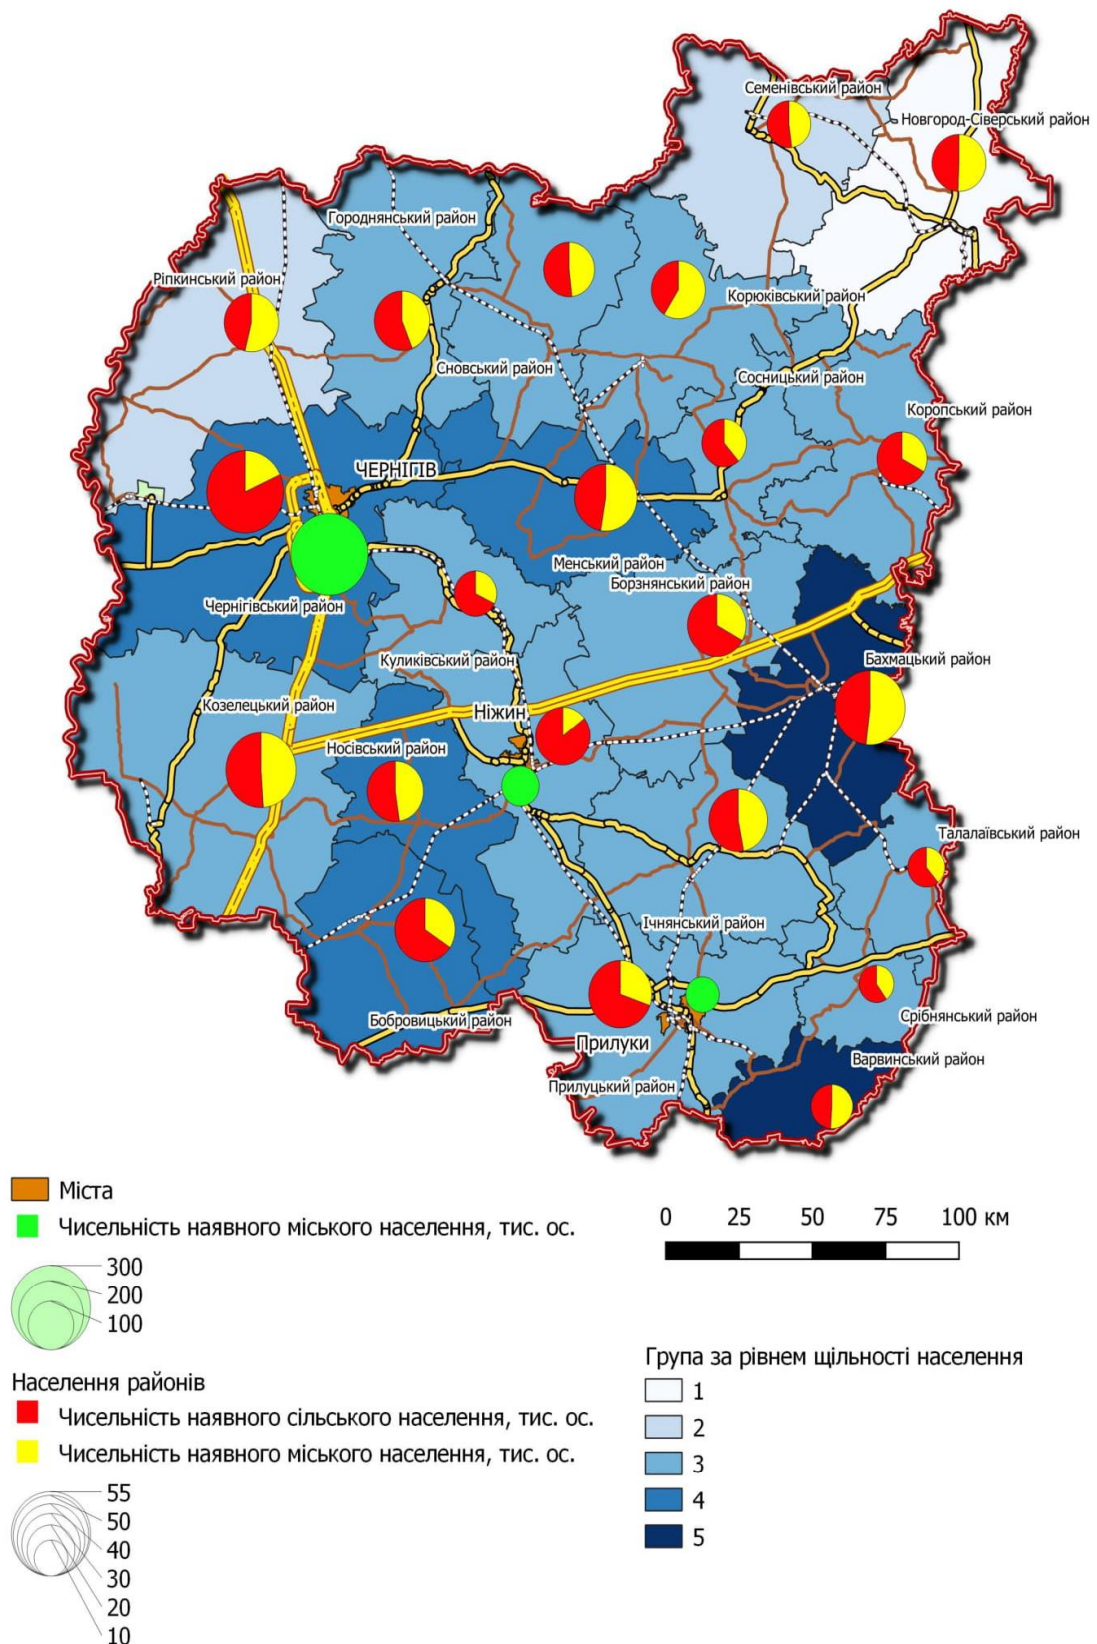 Семенівський район
Новгород-Сіверський район
Городнянський район
Ріпкинський район
Корюківський район
Сновський район
Сосницький район
Коропський район
ЧЕРНІГІВ
Менський район
Борзнянський район
Чернігівський район
Куликівський район
Бахмацький район
Козелецький район
Ніжин
Носівський район
Талалаївський район
Ічнянський район
Срібнянський район
Бобровицький район
Прилуки
Варвинський район
Прилуцький район
Міста
Чисельність наявного міського населення, тис. ос.
300
200
100
0 25 50 75 100 км
Населення районів
Чисельність наявного сільського населення, тис. ос.
Чисельність наявного міського населення, тис. ос.
55
50
40
30
20
10
Група за рівнем щільності населення
1
2
3
4
5